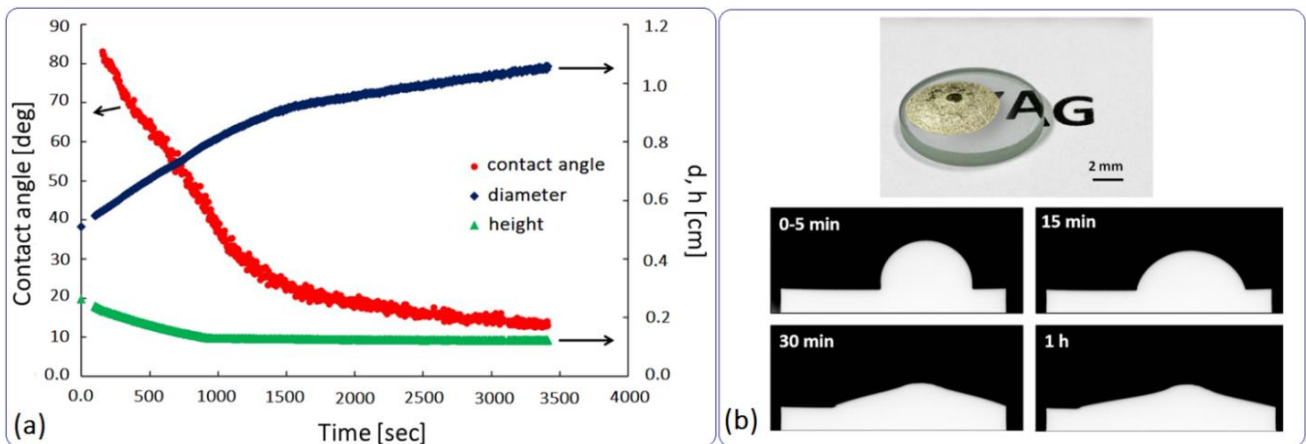 90
80
70
60
50
40
30
20
10
0.0
Contact angle [deg]
contact angle
diameter
height
1.2
1.0
0.8
0.6
0.4
0.2
0.0
d, h [cm]
0.0 500 1000 1500 2000 2500 3000 3500 4000
Time [sec]
(a)
AG
2 mm
0-5 min
15 min
30 min
1 h
(b)